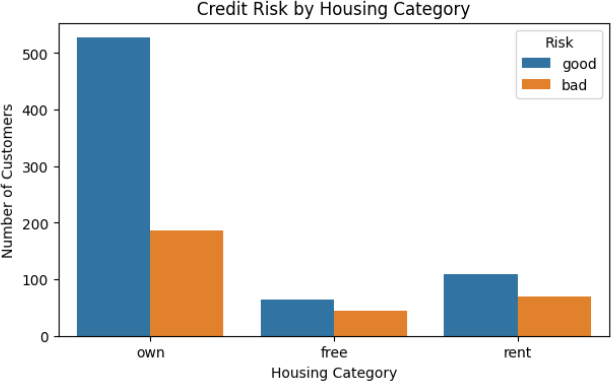 Credit Risk by Housing Category
Number of Customers
500
400
300
200
100
0
Risk
good
bad
own
free
rent
Housing Category